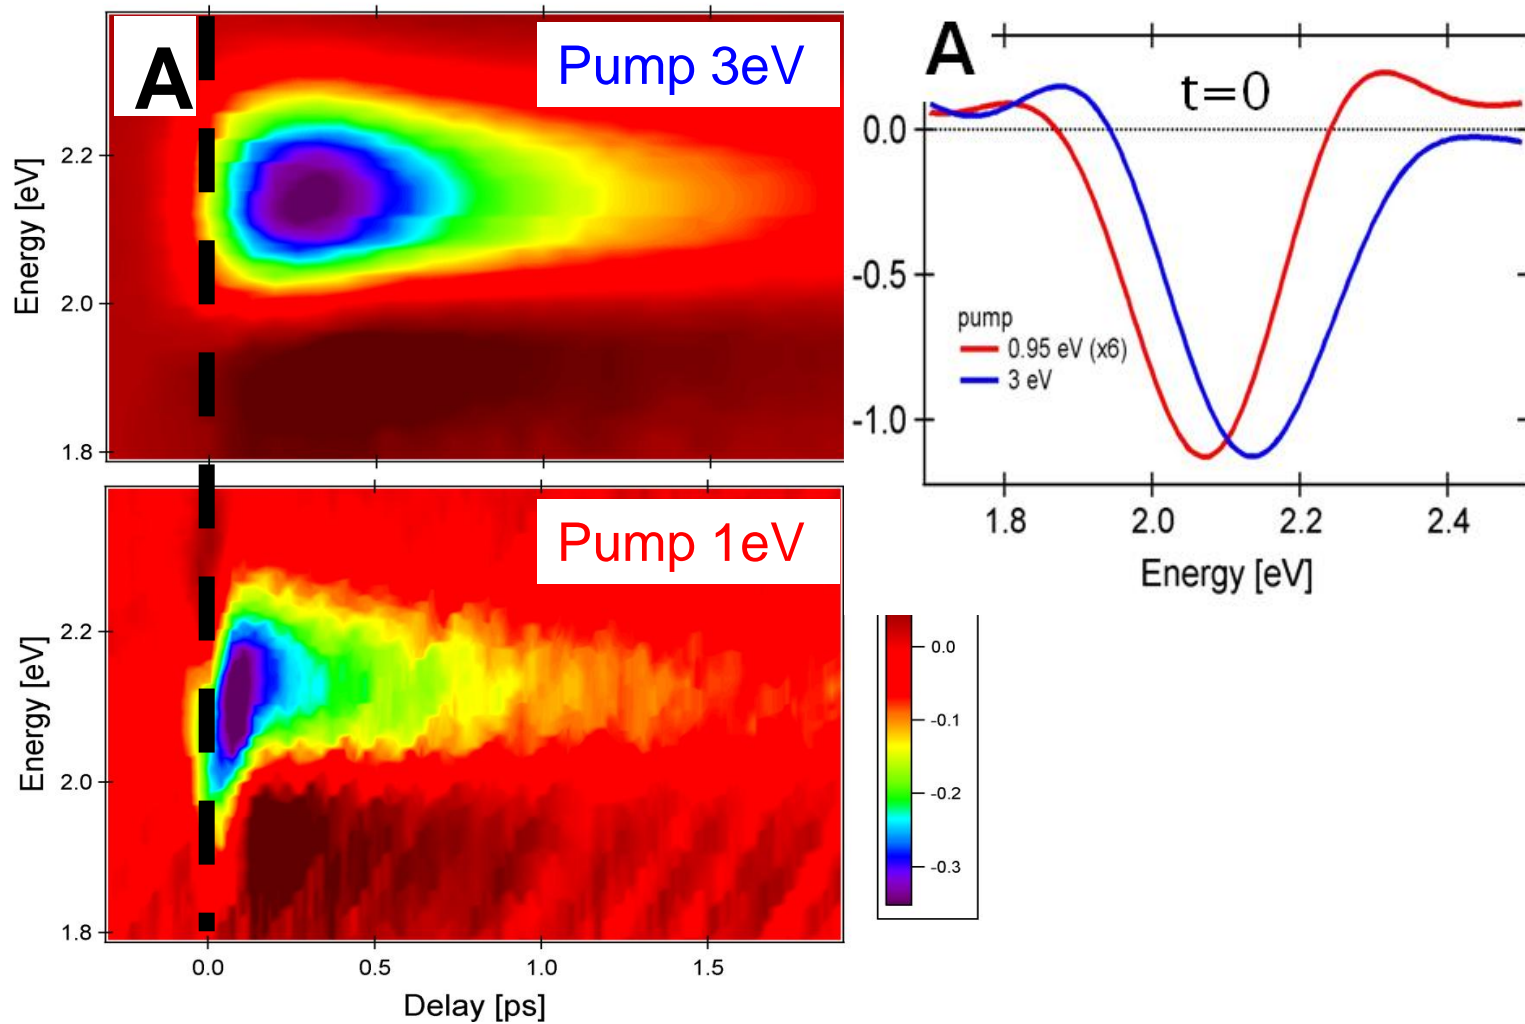 A
Pump 3eV
Energy [eV]
2.2
2.0
1.8
Pump 1eV
Energy [eV]
2.2
2.0
1.8
0.0 0.5 1.0 1.5
Delay [ps]
A
t=0
0.0
-0.5
-1.0
pump
0.95 eV (x6)
3 eV
1.8 2.0 2.2 2.4
Energy [eV]
0.0
-0.1
-0.2
-0.3